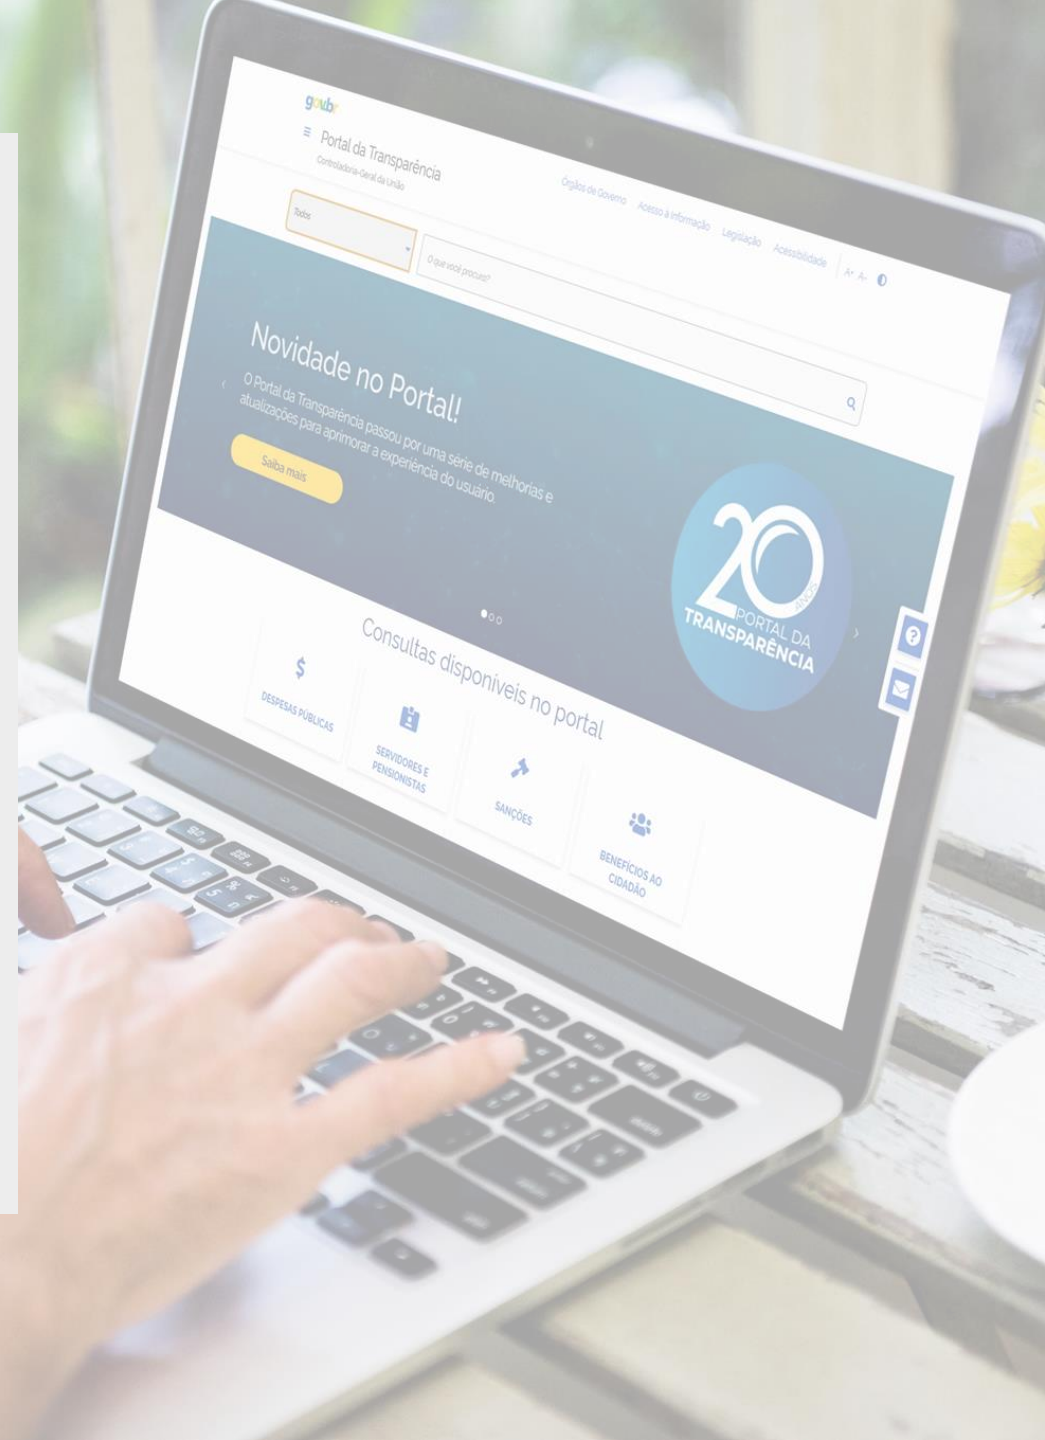 gov.br
Portal da Transparência
Controladoria-Geral da União
Órgãos de Governo Acesso à Informação Legislação Acessibilidade A+ A-
Todos
O que você procura?
Novidade no Portal!
O Portal da Transparência passou por uma série de melhorias e
atualizações para aprimorar a experiência do usuário.
Saiba mais
20
ANOS
PORTAL DA
TRANSPARÊNCIA
Consultas disponíveis no portal
DESPESAS PÚBLICAS
SERVIDORES E
PENSIONISTAS
SANÇÕES
BENEFÍCIOS AO
CIDADÃO